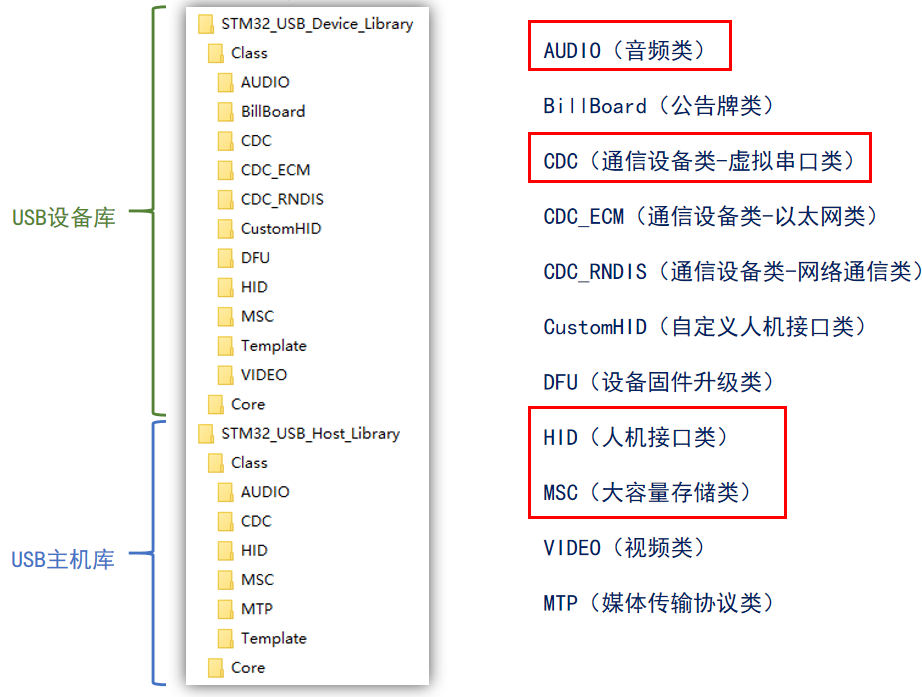 USB设备库
STM32_USB_Device_Library
Class
AUDIO
BillBoard
CDC
CDC_ECM
CDC_RNDIS
CustomHID
DFU
HID
MSC
Template
VIDEO
Core
USB主机库
STM32_USB_Host_Library
Class
AUDIO
CDC
HID
MSC
MTP
Template
Core
AUDIO（音频类）
BillBoard（公告牌类）
CDC（通信设备类-虚拟串口类）
CDC_ECM（通信设备类-以太网类）
CDC_RNDIS（通信设备类-网络通信类）
CustomHID（自定义人机接口类）
DFU（设备固件升级类）
HID（人机接口类）
MSC（大容量存储类）
VIDEO（视频类）
MTP（媒体传输协议类）